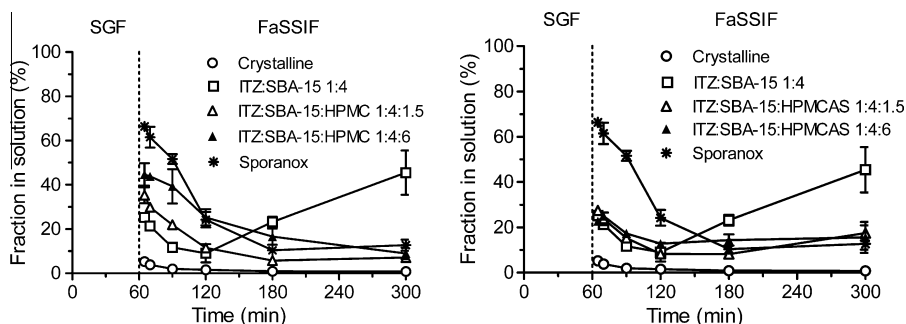 SGF FaSSIF
Fraction in solution (%)
100
80
60
40
20
0
Crystalline
ITZ:SBA-15 1:4
ITZ:SBA-15:HPMC 1:4:1.5
ITZ:SBA-15:HPMC 1:4:6
Sporanox
0 60 120 180 240 300
Time (min)
SGF FaSSIF
Fraction in solution (%)
100
80
60
40
20
0
Crystalline
ITZ:SBA-15 1:4
ITZ:SBA-15:HPMCAS 1:4:1.5
ITZ:SBA-15:HPMCAS 1:4:6
Sporanox
0 60 120 180 240 300
Time (min)